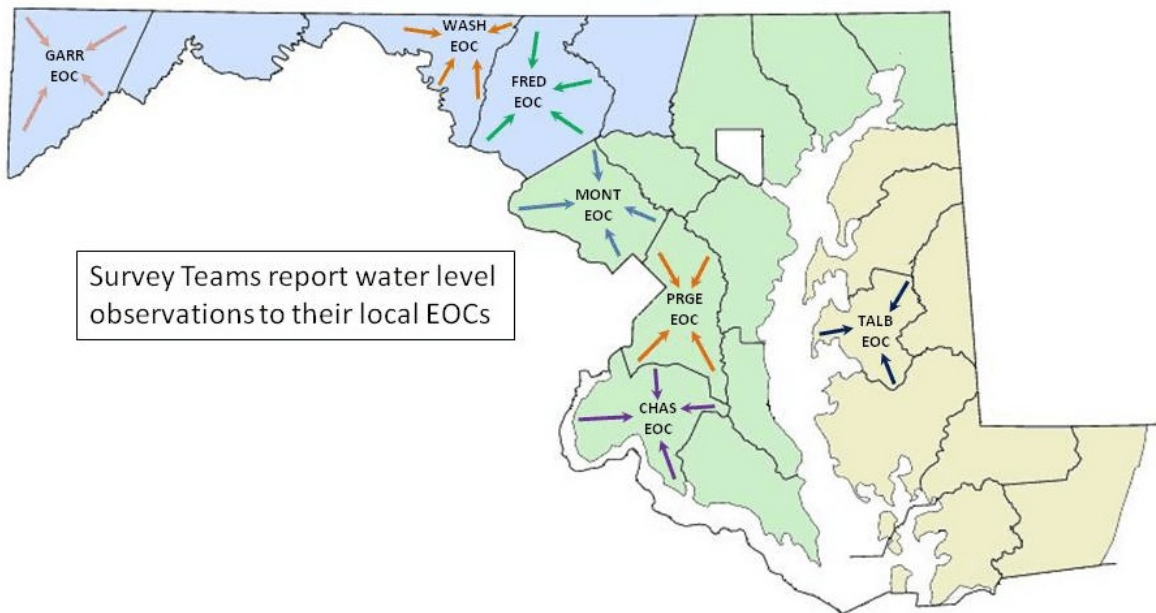 GARR
EOC
WASH
EOC
FRED
EOC
MONT
EOC
Survey Teams report water level
observations to their local EOCs
PRGE
EOC
TALB
EOC
CHAS
EOC